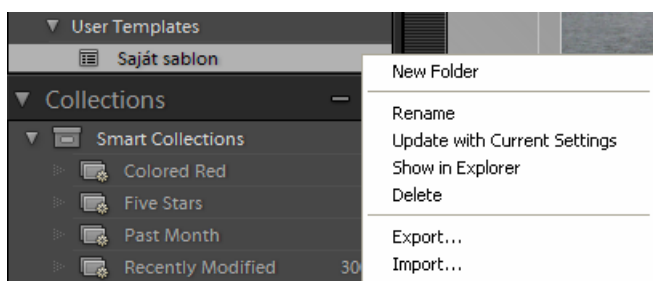 User Templates
Saját sablon
Collections
Smart Collections
Colored Red
Five Stars
Past Month
Recently Modified
New Folder
Rename
Update with Current Settings
Show in Explorer
Delete
Export...
Import...